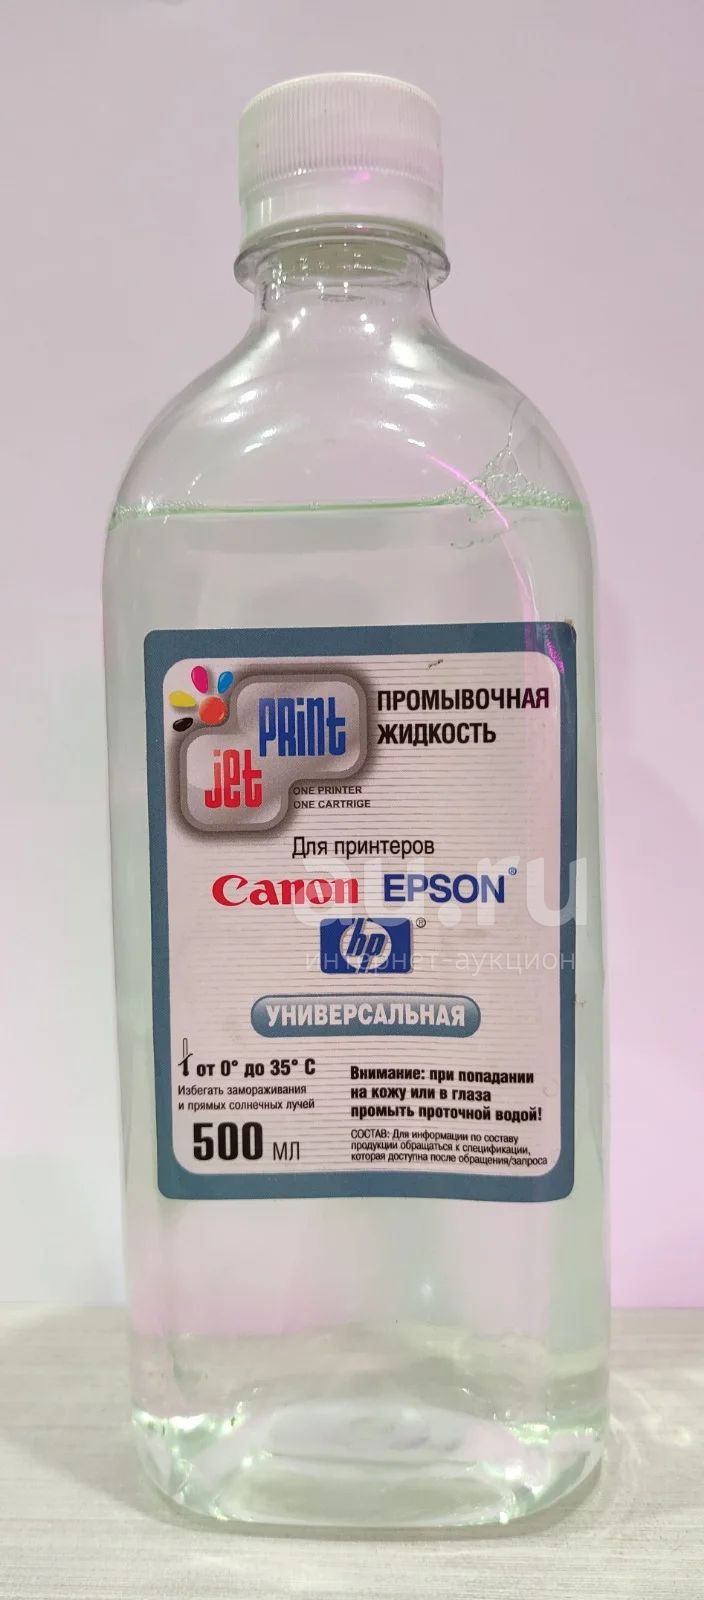 PRINT
jet
ONE PRINTER
ONE CARTRIGE
ПРОМЫВОЧНАЯ
ЖИДКОСТЬ
Для принтеров
Canon EPSON®
hp®
au.ru
интернет-аукцион
УНИВЕРСАЛЬНАЯ
от 0° до 35° C
Избегать замораживания
и прямых солнечных лучей
500 мл
Внимание: при попадании
на кожу или в глаза
промыть проточной водой!
СОСТАВ: Для информации по составу
продукции обращаться к спецификации,
которая доступна после обращения/запроса